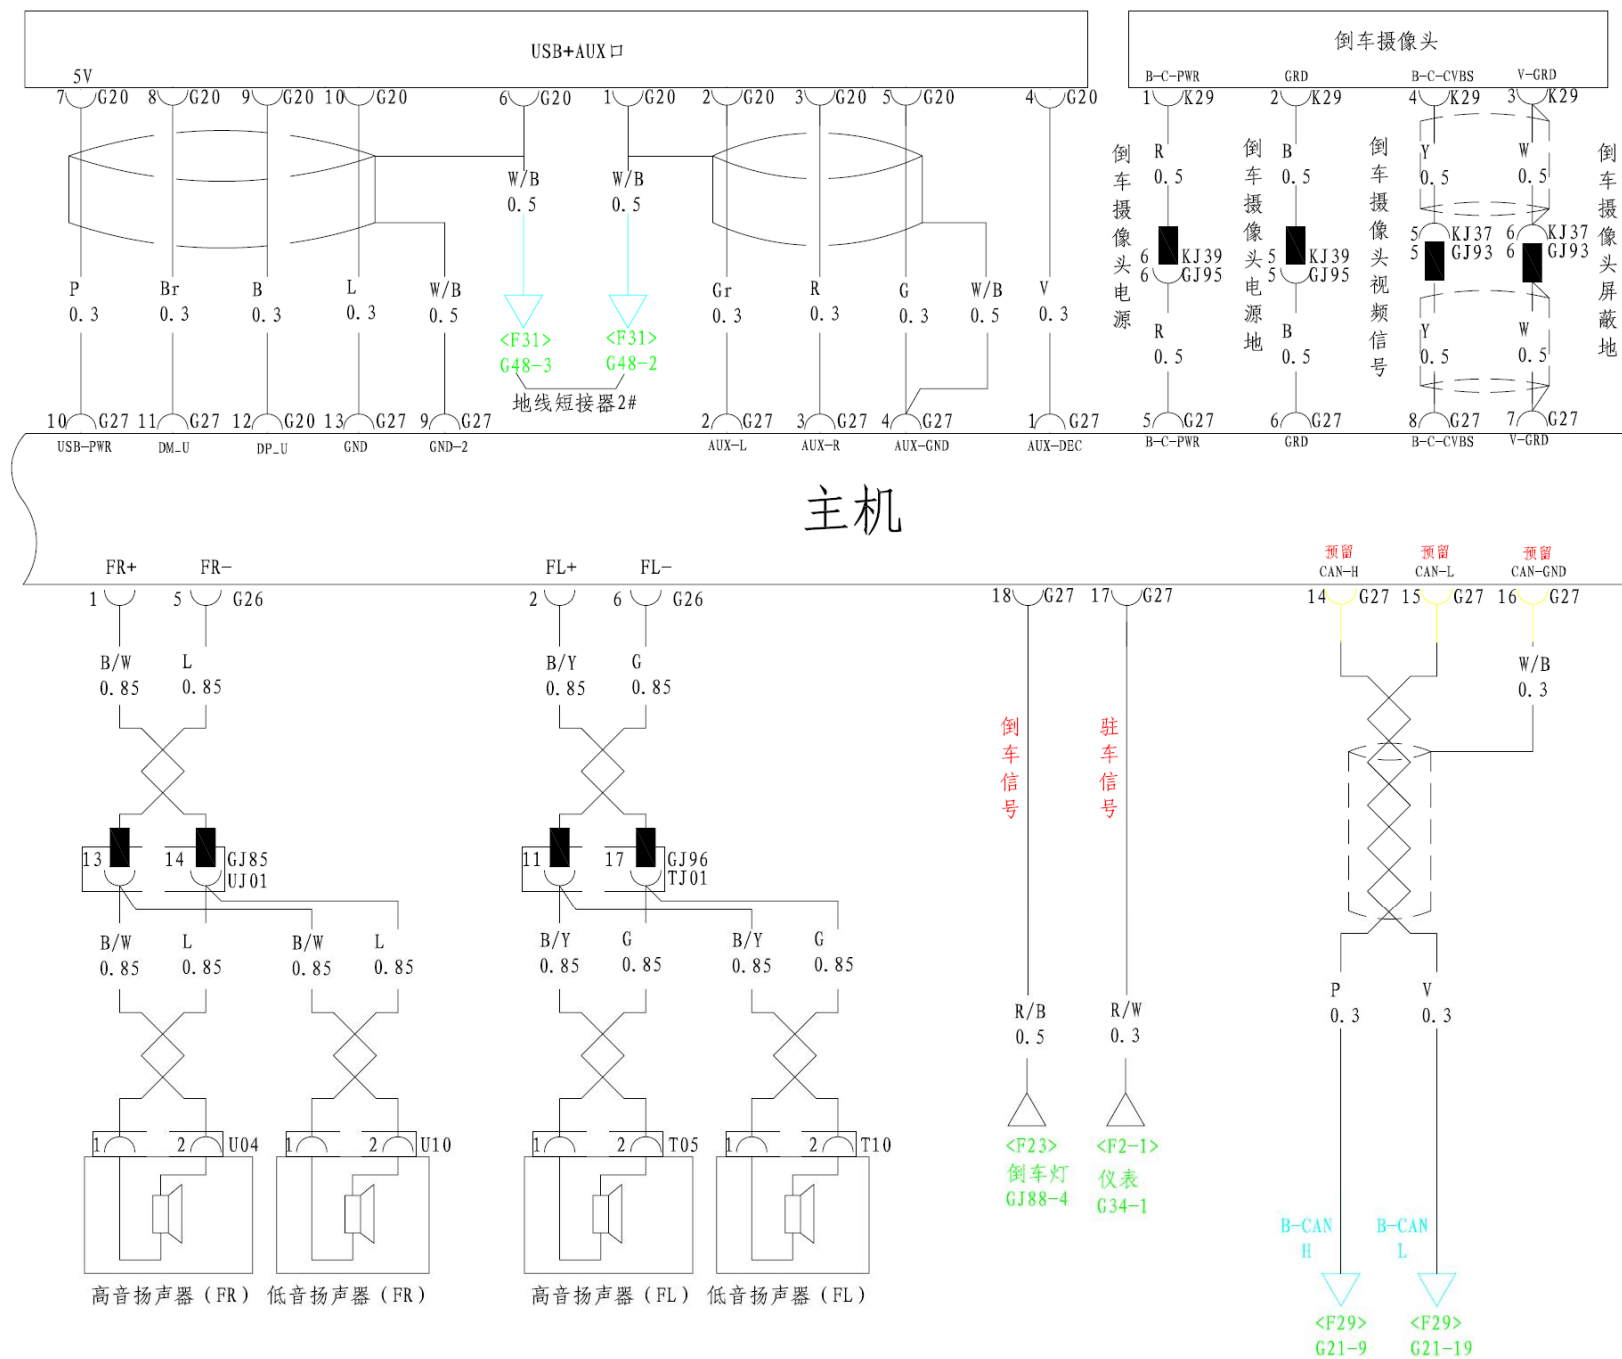 USB+AUX口
倒车摄像头
5V
B-C-PWR GRD B-C-CVBS V-GRD
7 G20 8 G20 9 G20 10 G20 6 G20 1 G20 2 G20 3 G20 5 G20 4 G20 1 K29 2 K29 4 K29 3 K29
倒车摄像头电源
倒车摄像头电源地
倒车摄像头视频信号
倒车摄像头屏蔽地
R B Y W
0.5 0.5 0.5 0.5
W/B W/B
0.5 0.5
6 KJ39 5 KJ39 5 KJ37 6 KJ37
6 GJ95 5 GJ95 5 GJ93 6 GJ93
P Br B L W/B Gr R G W/B V
0.3 0.3 0.3 0.3 0.5 0.3 0.3 0.3 0.5 0.3
<F31> <F31>
G48-3 G48-2
地线短接器2#
R B Y W
0.5 0.5 0.5 0.5
10 G27 11 G27 12 G20 13 G27 9 G27 2 G27 3 G27 4 G27 1 G27 5 G27 6 G27 8 G27 7 G27
USB-PWR DM_U DP_U GND GND-2 AUX-L AUX-R AUX-GND AUX-DEC B-C-PWR GRD B-C-CVBS V-GRD
主机
预留 预留 预留
FR+ FR- FL+ FL- CAN-H CAN-L CAN-GND
1 5 G26 2 6 G26 18 G27 17 G27 14 G27 15 G27 16 G27
B/W L B/Y G W/B
0.85 0.85 0.85 0.85 0.3
倒车信号
驻车信号
13 14 GJ85 11 17 GJ96
UJ01 TJ01
B/W L B/W L B/Y G B/Y G
0.85 0.85 0.85 0.85 0.85 0.85 0.85 0.85
R/B R/W P V
0.5 0.3 0.3 0.3
1 2 U04 1 2 U10 1 2 T05 1 2 T10
<F23> <F2-1>
倒车灯 仪表
GJ88-4 G34-1
B-CAN B-CAN
H L
高音扬声器(FR) 低音扬声器(FR) 高音扬声器(FL) 低音扬声器(FL)
<F29> <F29>
G21-9 G21-19